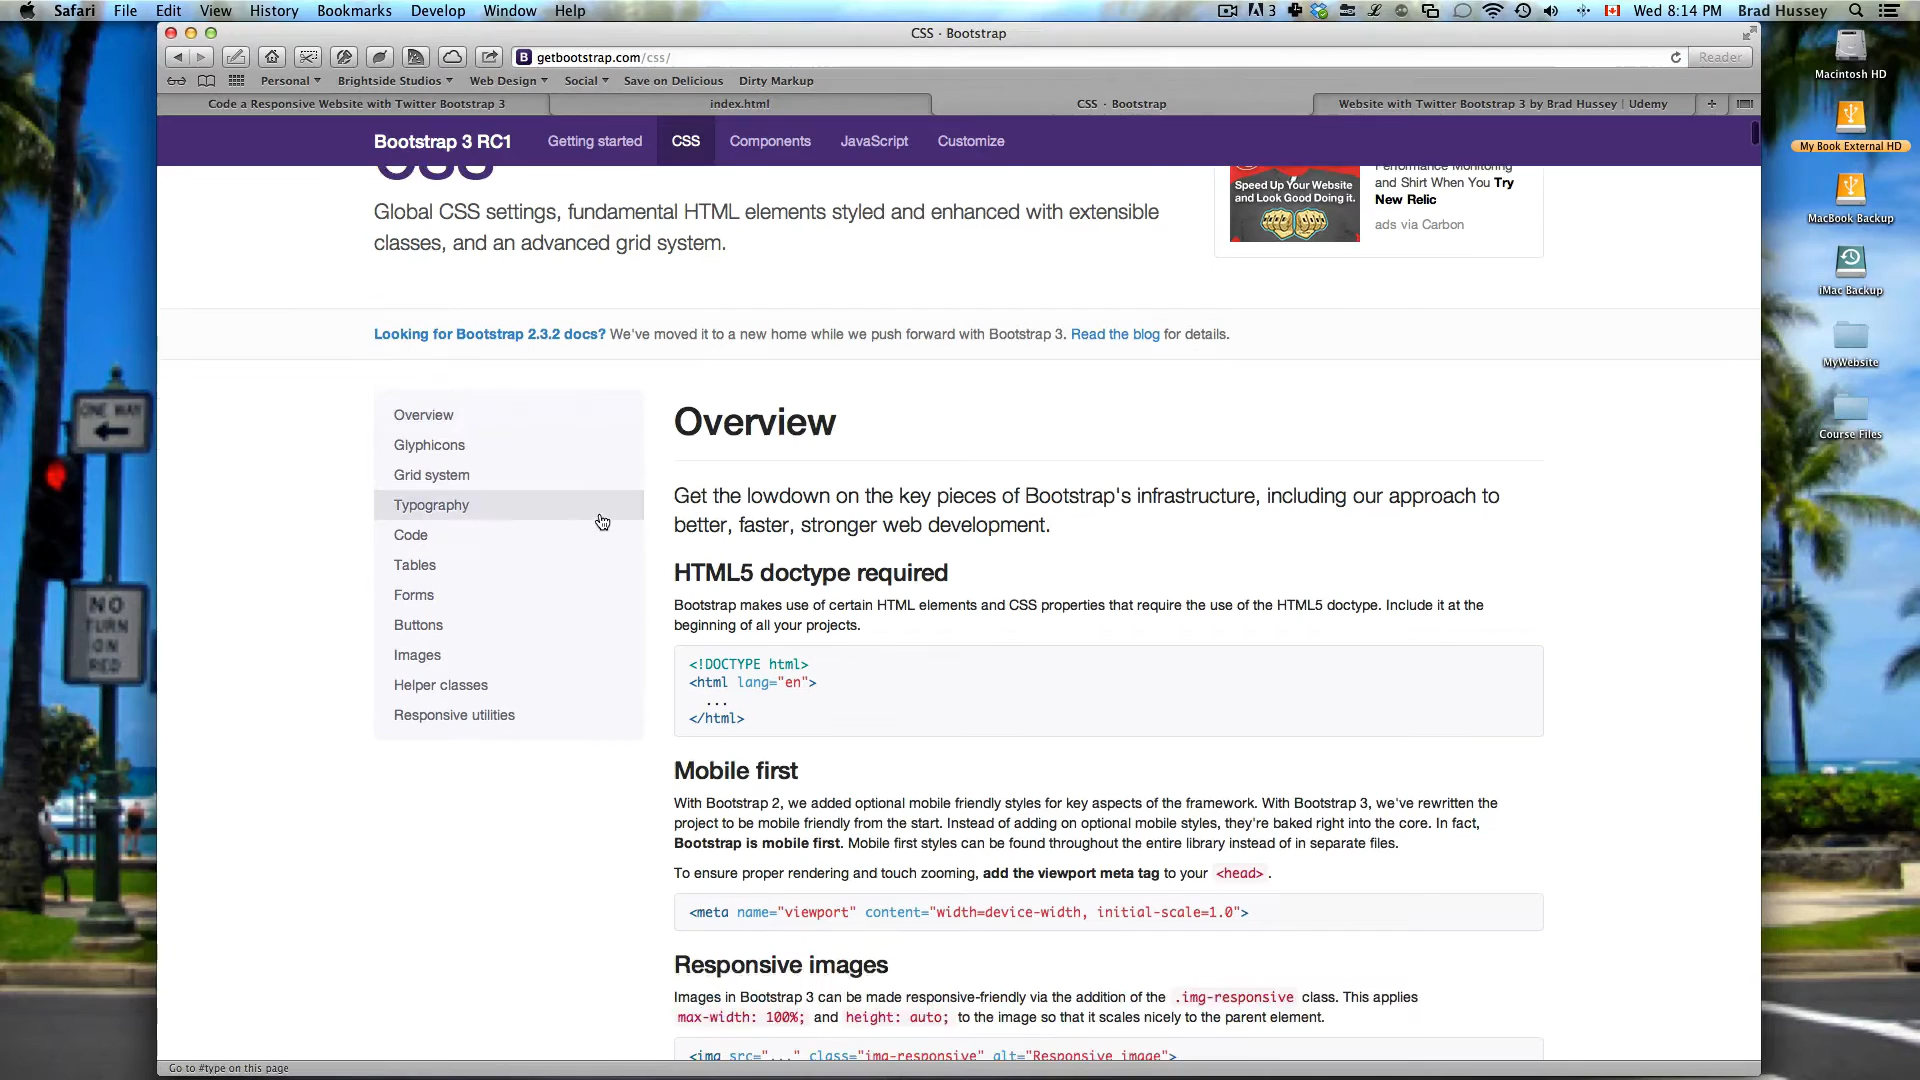 Safari File Edit View History Bookmarks Develop Window Help
3 Wed 8:14 PM Brad Hussey
CSS · Bootstrap
getbootstrap.com/css/
Reader
Personal Brightside Studios Web Design Social Save on Delicious Dirty Markup
Code a Responsive Website with Twitter Bootstrap 3 index.html CSS · Bootstrap Website with Twitter Bootstrap 3 by Brad Hussey | Udemy
Bootstrap 3 RC1 Getting started CSS Components JavaScript Customize
CSS
Global CSS settings, fundamental HTML elements styled and enhanced with extensible
classes, and an advanced grid system.
Speed Up Your Website
and Look Good Doing it.
Performance Monitoring
and Shirt When You Try
New Relic
ads via Carbon
Looking for Bootstrap 2.3.2 docs? We've moved it to a new home while we push forward with Bootstrap 3. Read the blog for details.
Overview
Glyphicons
Grid system
Typography
Code
Tables
Forms
Buttons
Images
Helper classes
Responsive utilities
Overview
Get the lowdown on the key pieces of Bootstrap's infrastructure, including our approach to
better, faster, stronger web development.
HTML5 doctype required
Bootstrap makes use of certain HTML elements and CSS properties that require the use of the HTML5 doctype. Include it at the
beginning of all your projects.
<!DOCTYPE html>
<html lang="en">
...
</html>
Mobile first
With Bootstrap 2, we added optional mobile friendly styles for key aspects of the framework. With Bootstrap 3, we've rewritten the
project to be mobile friendly from the start. Instead of adding on optional mobile styles, they're baked right into the core. In fact,
Bootstrap is mobile first. Mobile first styles can be found throughout the entire library instead of in separate files.
To ensure proper rendering and touch zooming, add the viewport meta tag to your <head> .
<meta name="viewport" content="width=device-width, initial-scale=1.0">
Responsive images
Images in Bootstrap 3 can be made responsive-friendly via the addition of the .img-responsive class. This applies
max-width: 100%; and height: auto; to the image so that it scales nicely to the parent element.
<img src="..." class="img-responsive" alt="Responsive image">
Go to #type on this page
Macintosh HD
My Book External HD
MacBook Backup
iMac Backup
MyWebsite
Course Files
ONE WAY
NO
TURN
ON
RED